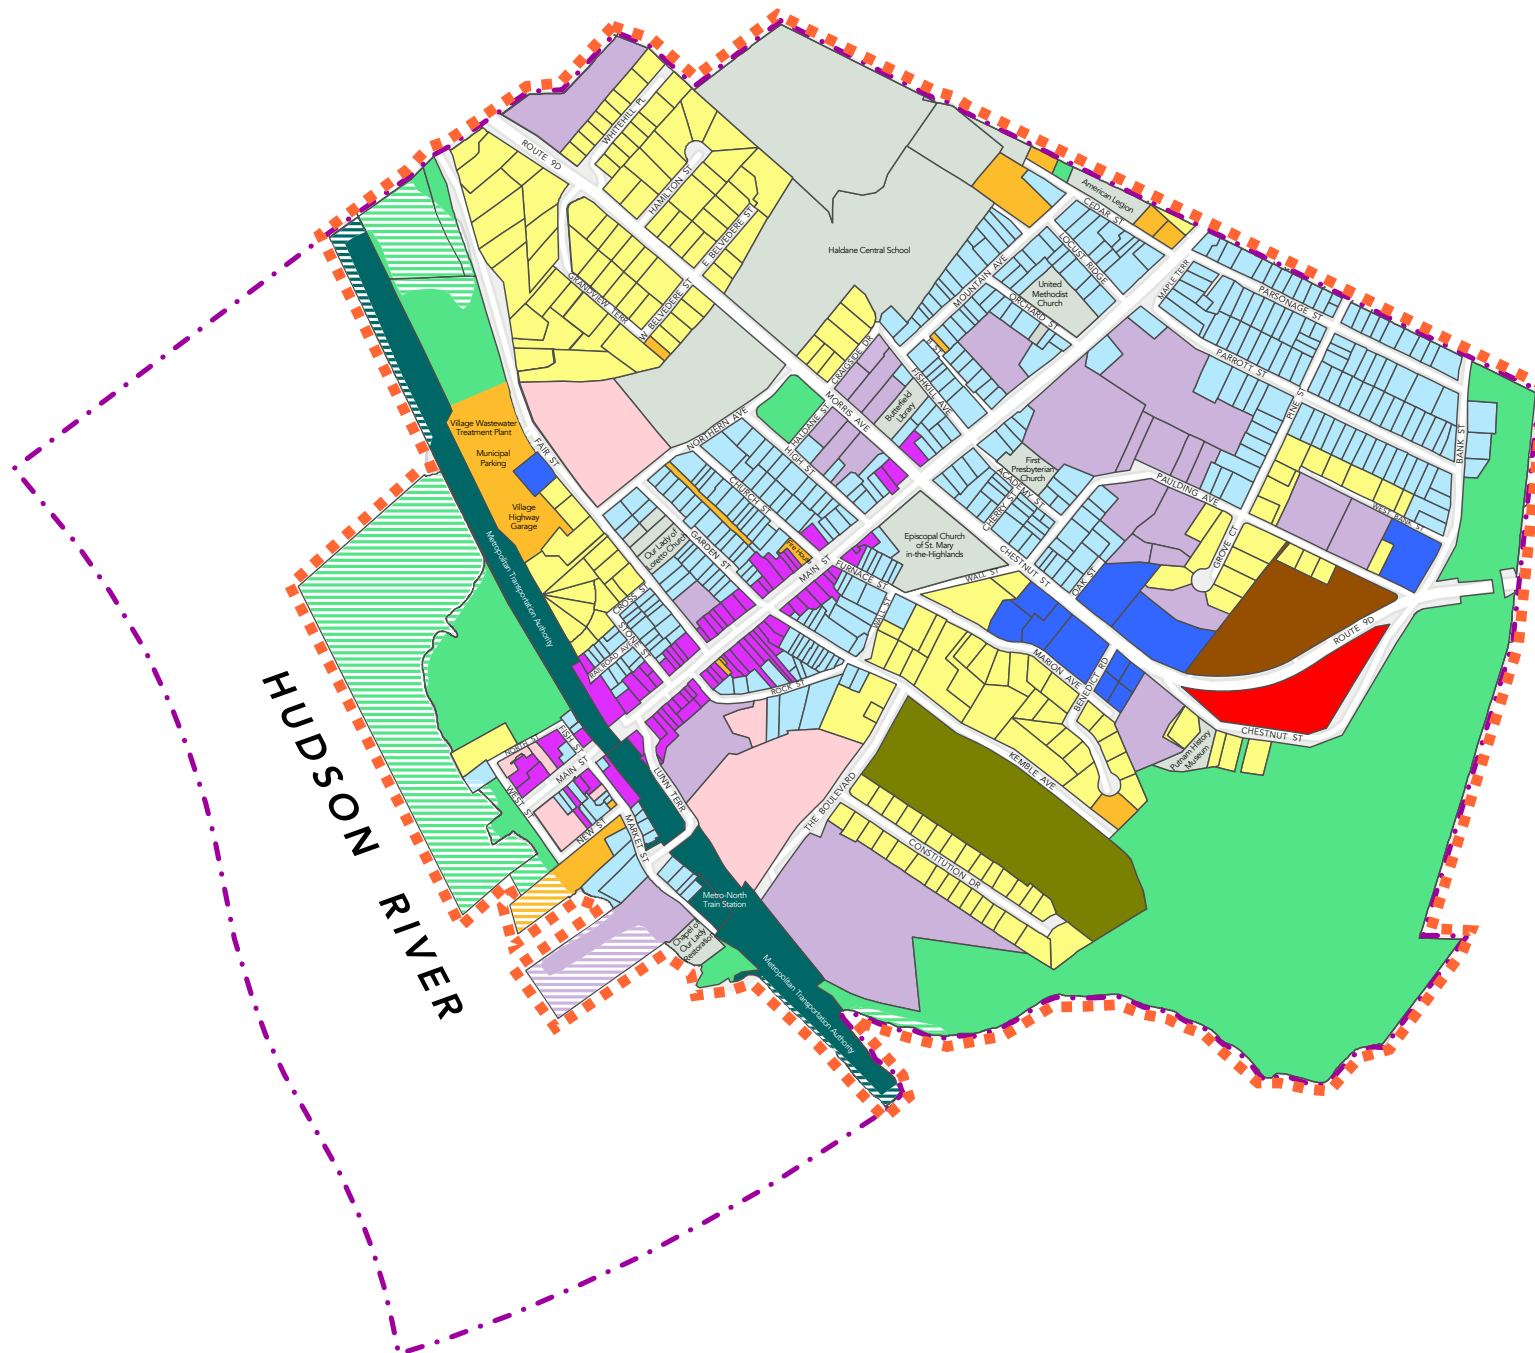 WHITEHILL PL
ROUTE 9D
HAMILTON ST
E. BELVEDERE ST
GRANDVIEW TERR
W. BELVEDERE ST
Haldane Central School
American Legion
CEDAR ST
LOCUST RIDGE
MOUNTAIN AVE
ORCHARD ST
United
Methodist
Church
MAPLE TERR
PARSONAGE ST
PARROTT ST
PINE ST
BANK ST
WEST BANK ST
CRAIGSIDE DR
FISHKILL AVE
Butterfield
Library
MORRIS AVE
HALDANE ST
NORTHERN AVE
HIGH ST
CHURCH ST
GARDEN ST
Village Wastewater
Treatment Plant
Municipal
Parking
Village
Highway
Garage
FAIR ST
Our Lady of
Loretto Church
Fire House
MAIN ST
FURNACE ST
WALL ST
Episcopal Church
of St. Mary
in-the-Highlands
WALL ST
First
Presbyterian
Church
ACADEMY ST
CHERRY ST
CHESTNUT ST
OAK ST
PAULDING AVE
GROVE CT
ROUTE 9D
CHESTNUT ST
Putnam History
Museum
MARION AVE
BENEDICT RD
KEMBLE AVE
THE BOULEVARD
CONSTITUTION DR
CROSS ST
STONE ST
RAILROAD AVE
ROCK ST
Metropolitan Transportation Authority
NORTH ST
FISH ST
MAIN ST
WEST ST
NEW ST
MARKET ST
LUNN TERR
Metro-North
Train Station
Chapel of
Our Lady
Restoration
Metropolitan Transportation Authority
HUDSON RIVER